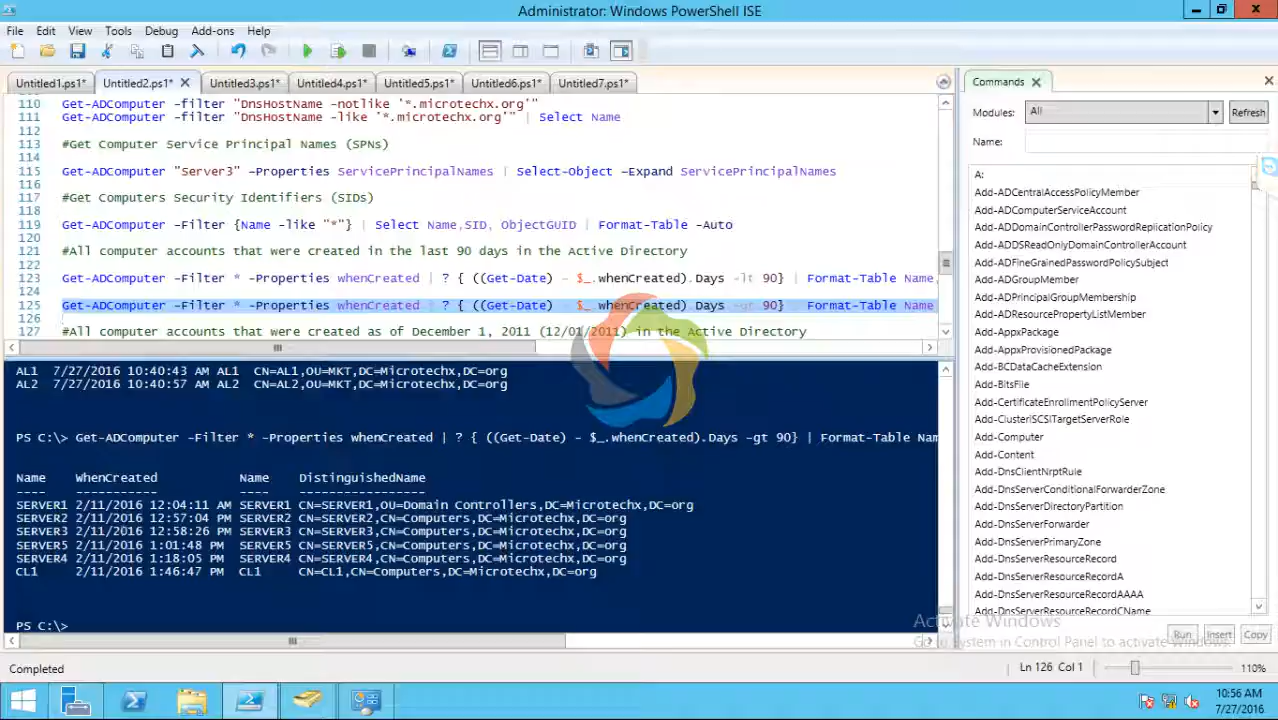 Administrator: Windows PowerShell ISE
File Edit View Tools Debug Add-ons Help
Untitled1.ps1* Untitled2.ps1* Untitled3.ps1* Untitled4.ps1* Untitled5.ps1* Untitled6.ps1* Untitled7.ps1*
110 Get-ADComputer -filter "DnsHostName -notlike '*.microtechx.org'"
111 Get-ADComputer -filter "DnsHostName -like '*.microtechx.org'" | Select Name
112
113 #Get Computer Service Principal Names (SPNs)
114
115 Get-ADComputer "Server3" –Properties ServicePrincipalNames | Select-Object –Expand ServicePrincipalNames
116
117 #Get Computers Security Identifiers (SIDs)
118
119 Get-ADComputer -Filter {Name -like "*"} | Select Name,SID, ObjectGUID | Format-Table -Auto
120
121 #All computer accounts that were created in the last 90 days in the Active Directory
122
123 Get-ADComputer -Filter * -Properties whenCreated | ? { ((Get-Date) - $_.whenCreated).Days -lt 90} | Format-Table Name,
124
125 Get-ADComputer -Filter * -Properties whenCreated | ? { ((Get-Date) - $_.whenCreated).Days -gt 90} | Format-Table Name
126
127 #All computer accounts that were created as of December 1, 2011 (12/01/2011) in the Active Directory
AL1 7/27/2016 10:40:43 AM AL1 CN=AL1,OU=MKT,DC=Microtechx,DC=org
AL2 7/27/2016 10:40:57 AM AL2 CN=AL2,OU=MKT,DC=Microtechx,DC=org
PS C:\> Get-ADComputer -Filter * -Properties whenCreated | ? { ((Get-Date) - $_.whenCreated).Days -gt 90} | Format-Table Nam
Name WhenCreated Name DistinguishedName
---- ----------- ---- -----------------
SERVER1 2/11/2016 12:04:11 AM SERVER1 CN=SERVER1,OU=Domain Controllers,DC=Microtechx,DC=org
SERVER2 2/11/2016 12:57:04 PM SERVER2 CN=SERVER2,CN=Computers,DC=Microtechx,DC=org
SERVER3 2/11/2016 12:58:26 PM SERVER3 CN=SERVER3,CN=Computers,DC=Microtechx,DC=org
SERVER5 2/11/2016 1:01:48 PM SERVER5 CN=SERVER5,CN=Computers,DC=Microtechx,DC=org
SERVER4 2/11/2016 1:18:05 PM SERVER4 CN=SERVER4,CN=Computers,DC=Microtechx,DC=org
CL1 2/11/2016 1:46:47 PM CL1 CN=CL1,CN=Computers,DC=Microtechx,DC=org
PS C:\>
Commands
Modules: All Refresh
Name:
A:
Add-ADCentralAccessPolicyMember
Add-ADComputerServiceAccount
Add-ADDomainControllerPasswordReplicationPolicy
Add-ADDSReadOnlyDomainControllerAccount
Add-ADFineGrainedPasswordPolicySubject
Add-ADGroupMember
Add-ADPrincipalGroupMembership
Add-ADResourcePropertyListMember
Add-AppxPackage
Add-AppxProvisionedPackage
Add-BCDataCacheExtension
Add-BitsFile
Add-CertificateEnrollmentPolicyServer
Add-ClusteriSCSITargetServerRole
Add-Computer
Add-Content
Add-DnsClientNrptRule
Add-DnsServerConditionalForwarderZone
Add-DnsServerDirectoryPartition
Add-DnsServerForwarder
Add-DnsServerPrimaryZone
Add-DnsServerResourceRecord
Add-DnsServerResourceRecordA
Add-DnsServerResourceRecordAAAA
Add-DnsServerResourceRecordCName
Activate Windows
Go to System in Control Panel to activate Windows.
Run Insert Copy
Completed Ln 126 Col 1 110%
10:56 AM
7/27/2016